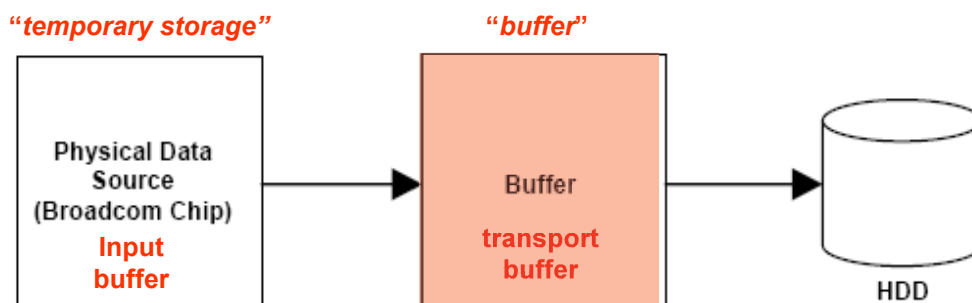 “temporary storage”
“buffer”
Physical Data
Source
(Broadcom Chip)
Input
buffer
Buffer
transport
buffer
HDD